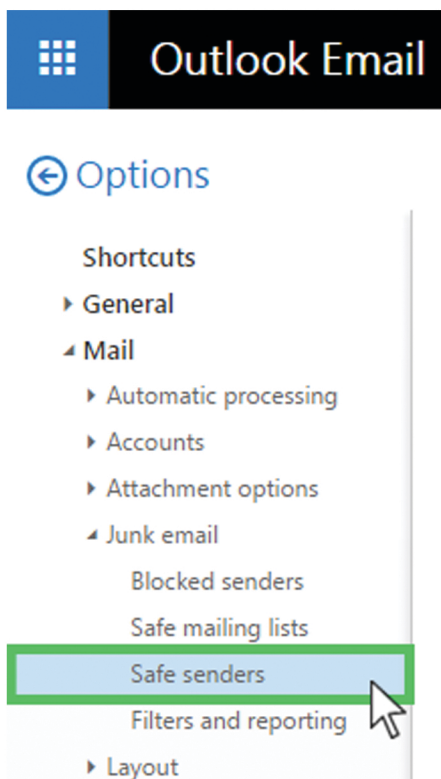 Outlook Email
Options
Shortcuts
General
Mail
Automatic processing
Accounts
Attachment options
Junk email
Blocked senders
Safe mailing lists
Safe senders
Filters and reporting
Layout